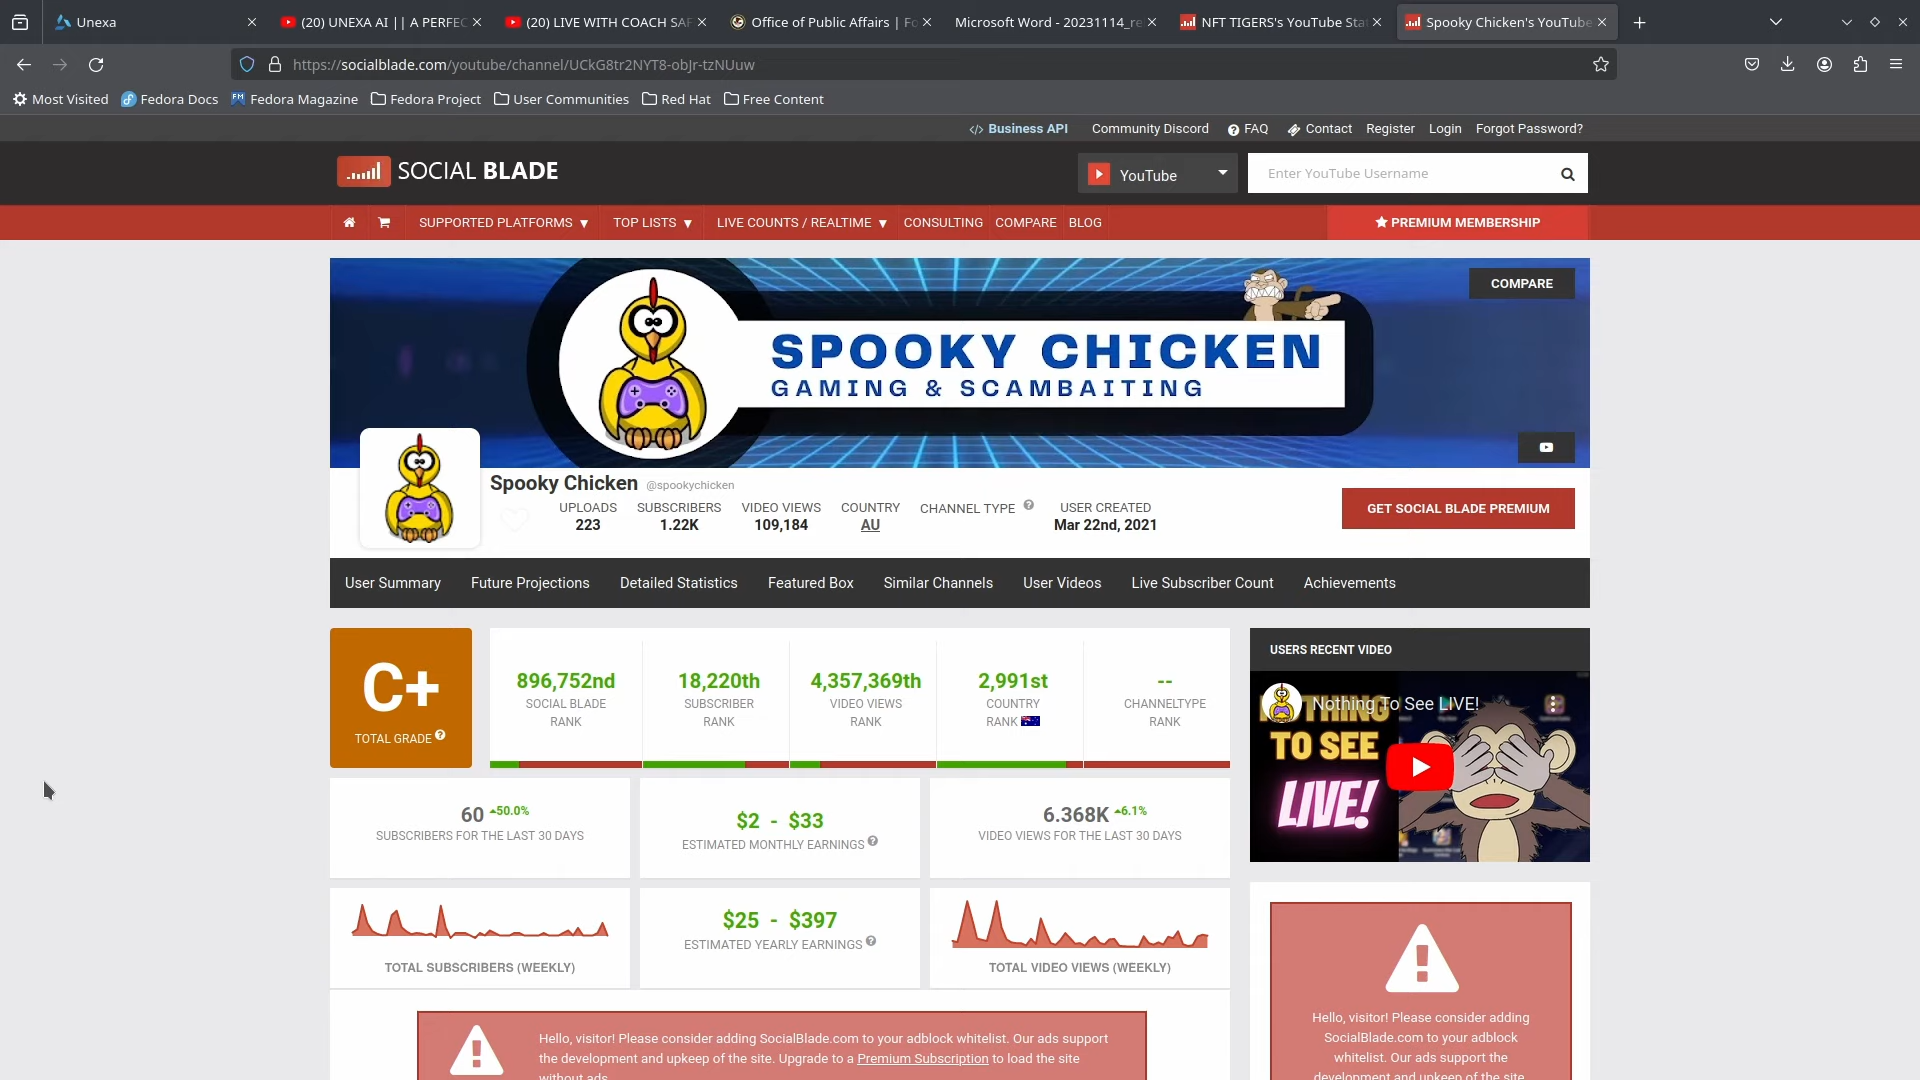 Unexa
(20) UNEXA AI || A PERFEC
(20) LIVE WITH COACH SAF
Office of Public Affairs | Fo
Microsoft Word - 20231114_re
NFT TIGERS's YouTube Stat
Spooky Chicken's YouTube
https://socialblade.com/youtube/channel/UCkG8tr2NYT8-obJr-tzNUuw
Most Visited
Fedora Docs
Fedora Magazine
Fedora Project
User Communities
Red Hat
Free Content
</> Business API
Community Discord
FAQ
Contact
Register
Login
Forgot Password?
SOCIAL BLADE
YouTube
Enter YouTube Username
SUPPORTED PLATFORMS
TOP LISTS
LIVE COUNTS / REALTIME
CONSULTING
COMPARE
BLOG
PREMIUM MEMBERSHIP
COMPARE
SPOOKY CHICKEN
GAMING & SCAMBAITING
Spooky Chicken @spookychicken
UPLOADS SUBSCRIBERS VIDEO VIEWS COUNTRY CHANNEL TYPE USER CREATED
223 1.22K 109,184 AU Mar 22nd, 2021
GET SOCIAL BLADE PREMIUM
User Summary
Future Projections
Detailed Statistics
Featured Box
Similar Channels
User Videos
Live Subscriber Count
Achievements
C+
TOTAL GRADE
896,752nd
SOCIAL BLADE
RANK
18,220th
SUBSCRIBER
RANK
4,357,369th
VIDEO VIEWS
RANK
2,991st
COUNTRY
RANK
--
CHANNELTYPE
RANK
USERS RECENT VIDEO
Nothing To See LIVE!
NOTHING
TO SEE
LIVE!
60 50.0%
SUBSCRIBERS FOR THE LAST 30 DAYS
$2 - $33
ESTIMATED MONTHLY EARNINGS
6.368K 6.1%
VIDEO VIEWS FOR THE LAST 30 DAYS
TOTAL SUBSCRIBERS (WEEKLY)
$25 - $397
ESTIMATED YEARLY EARNINGS
TOTAL VIDEO VIEWS (WEEKLY)
Hello, visitor! Please consider adding SocialBlade.com to your adblock whitelist. Our ads support
the development and upkeep of the site. Upgrade to a Premium Subscription to load the site
without ads
Hello, visitor! Please consider adding
SocialBlade.com to your adblock
whitelist. Our ads support the
development and upkeep of the site